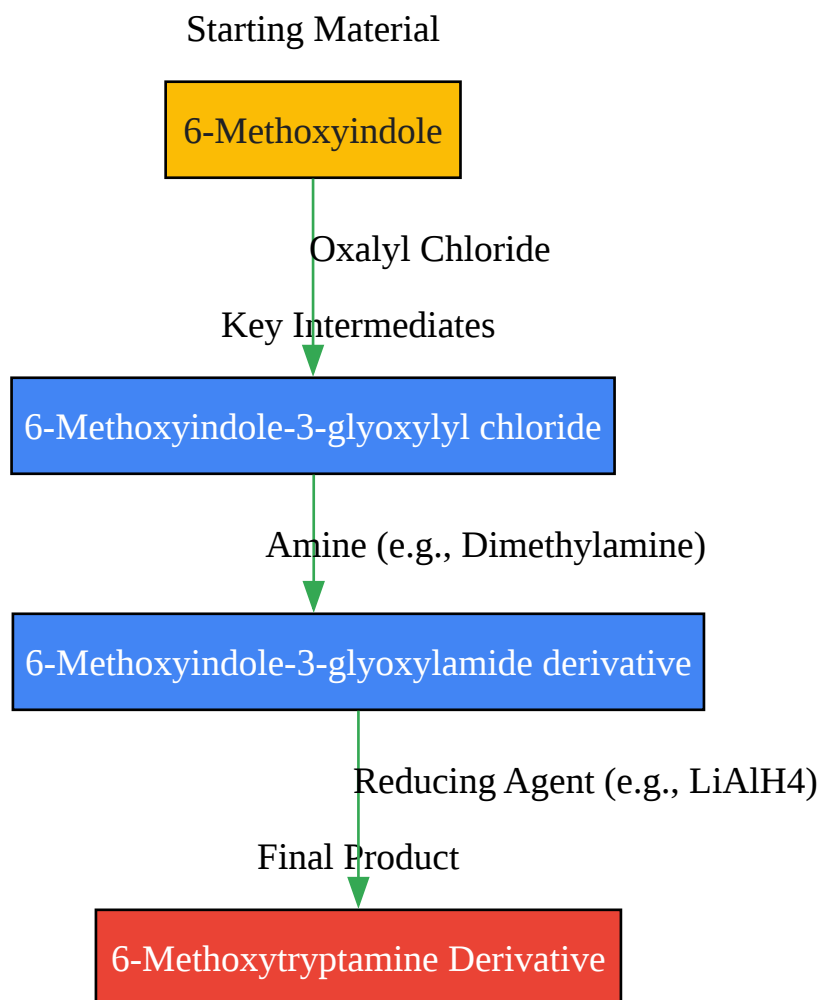 Starting Material
6-Methoxyindole
Oxalyl Chloride
Key Intermediates
6-Methoxyindole-3-glyoxylyl chloride
Amine (e.g., Dimethylamine)
6-Methoxyindole-3-glyoxylamide derivative
Reducing Agent (e.g., LiAlH4)
Final Product
6-Methoxytryptamine Derivative